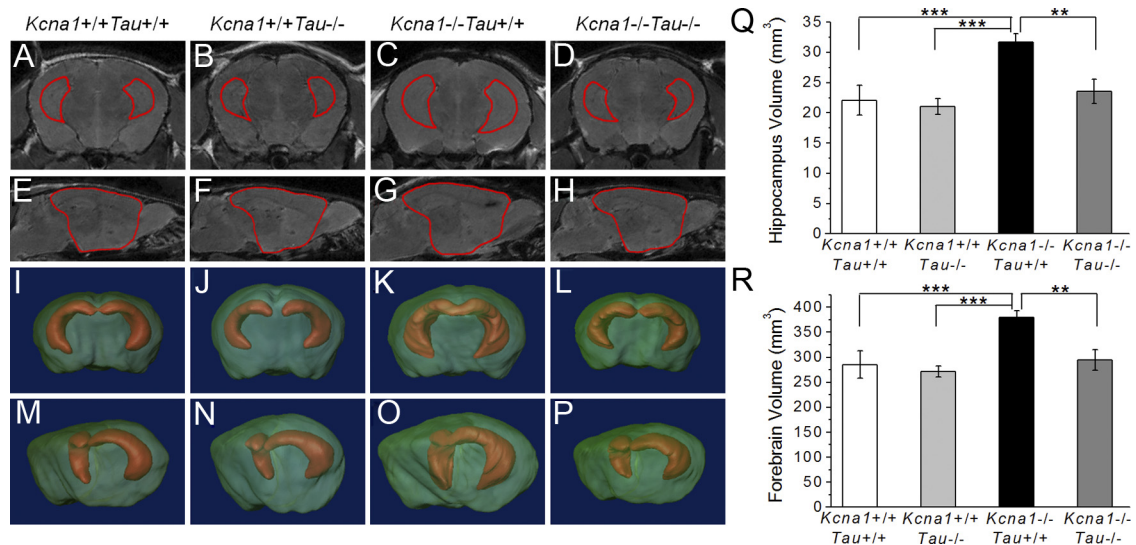 Kcna1+/+Tau+/+ Kcna1+/+Tau-/- Kcna1-/-Tau+/+ Kcna1-/-Tau-/-
A B C D
E F G H
I J K L
M N O P
Q
*** *** **
Hippocampus Volume (mm³)
35
30
25
20
15
10
5
0
Kcna1+/+ Kcna1+/+ Kcna1-/- Kcna1-/-
Tau+/+ Tau-/- Tau+/+ Tau-/-
R
*** *** **
Forebrain Volume (mm³)
400
350
300
250
300
200
150
100
50
0
Kcna1+/+ Kcna1+/+ Kcna1-/- Kcna1-/-
Tau+/+ Tau-/- Tau+/+ Tau-/-